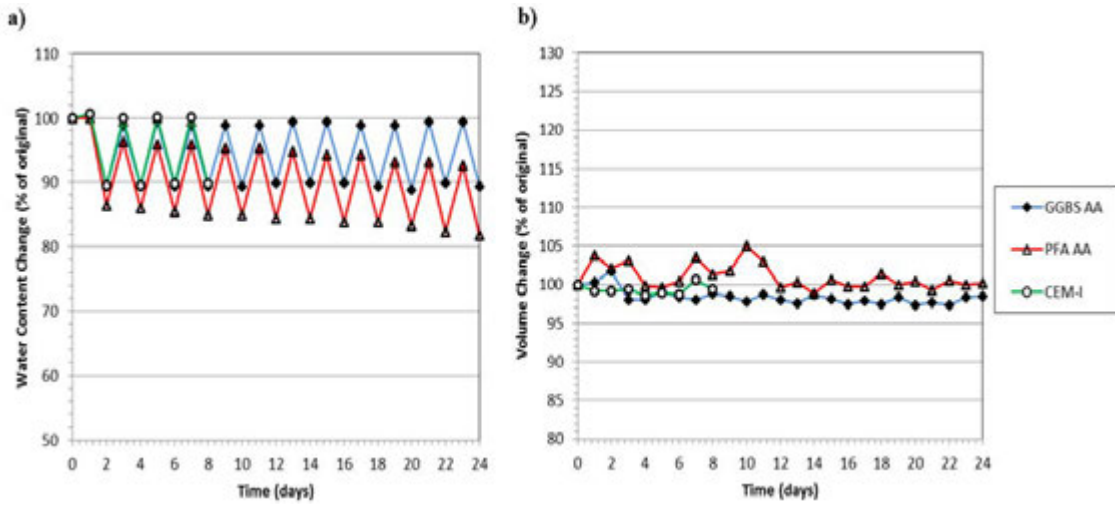 a)
b)
Water Content Change (% of original)
110
100
90
80
70
60
50
0 2 4 6 8 10 12 14 16 18 20 22 24
Time (days)
Volume Change (% of original)
130
125
120
115
110
105
100
95
90
85
80
0 2 4 6 8 10 12 14 16 18 20 22 24
Time (days)
GGBS AA
PFA AA
CEM-I